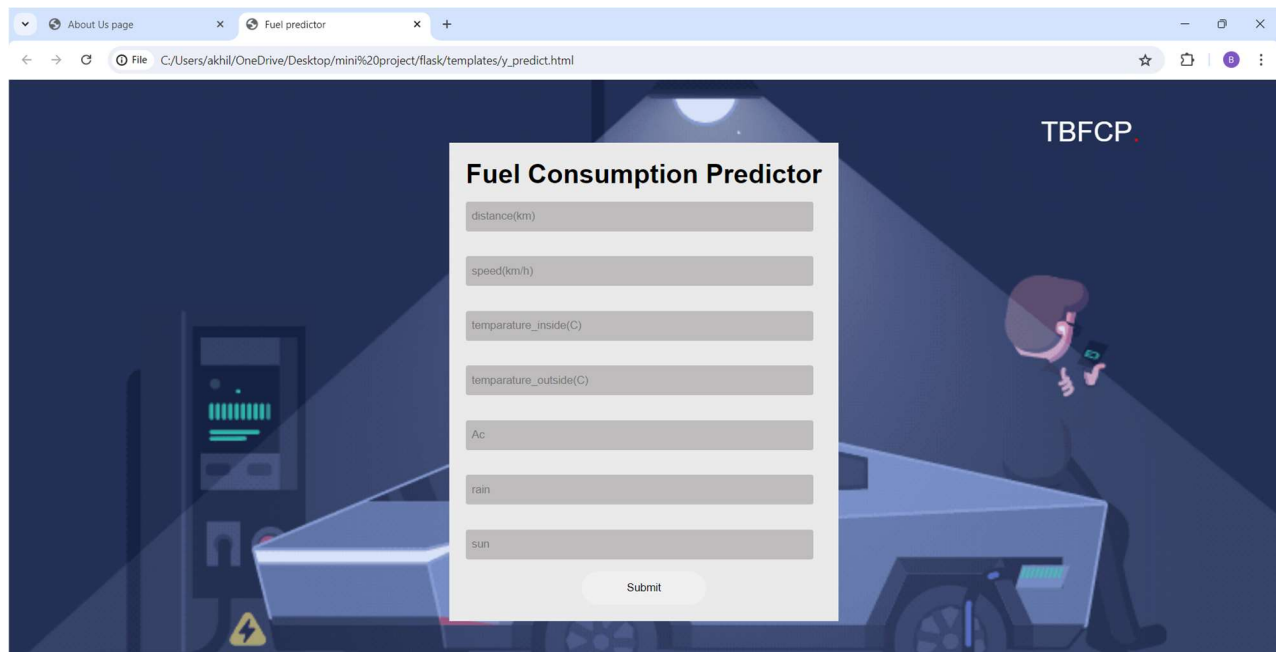 About Us page
Fuel predictor
File C:/Users/akhil/OneDrive/Desktop/mini%20project/flask/templates/y_predict.html
B
TBFCP.
Fuel Consumption Predictor
distance(km)
speed(km/h)
temparature_inside(C)
temparature_outside(C)
Ac
rain
sun
Submit